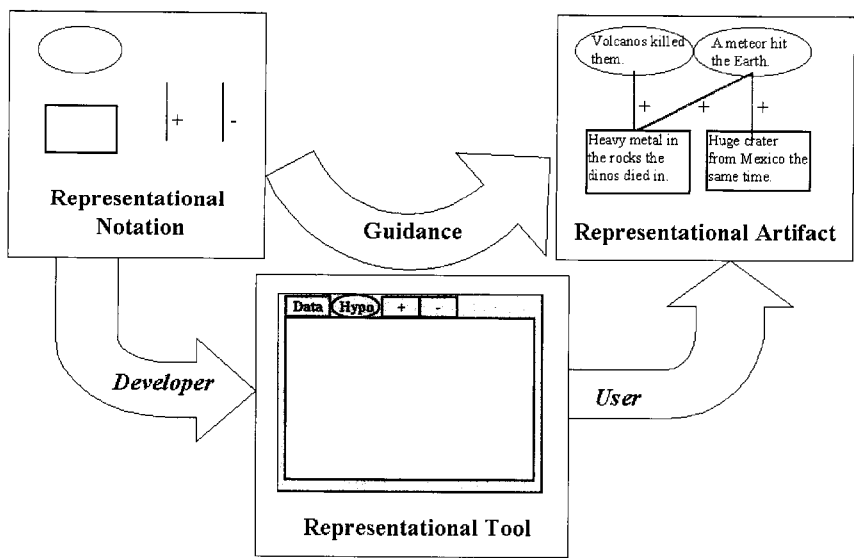 +
-
Representational
Notation
Volcanos killed
them.
A meteor hit
the Earth.
+
+
+
Heavy metal in
the rocks the
dinos died in.
Huge crater
from Mexico the
same time.
Representational Artifact
Guidance
Developer
Data
Hypo
+
-
Representational Tool
User